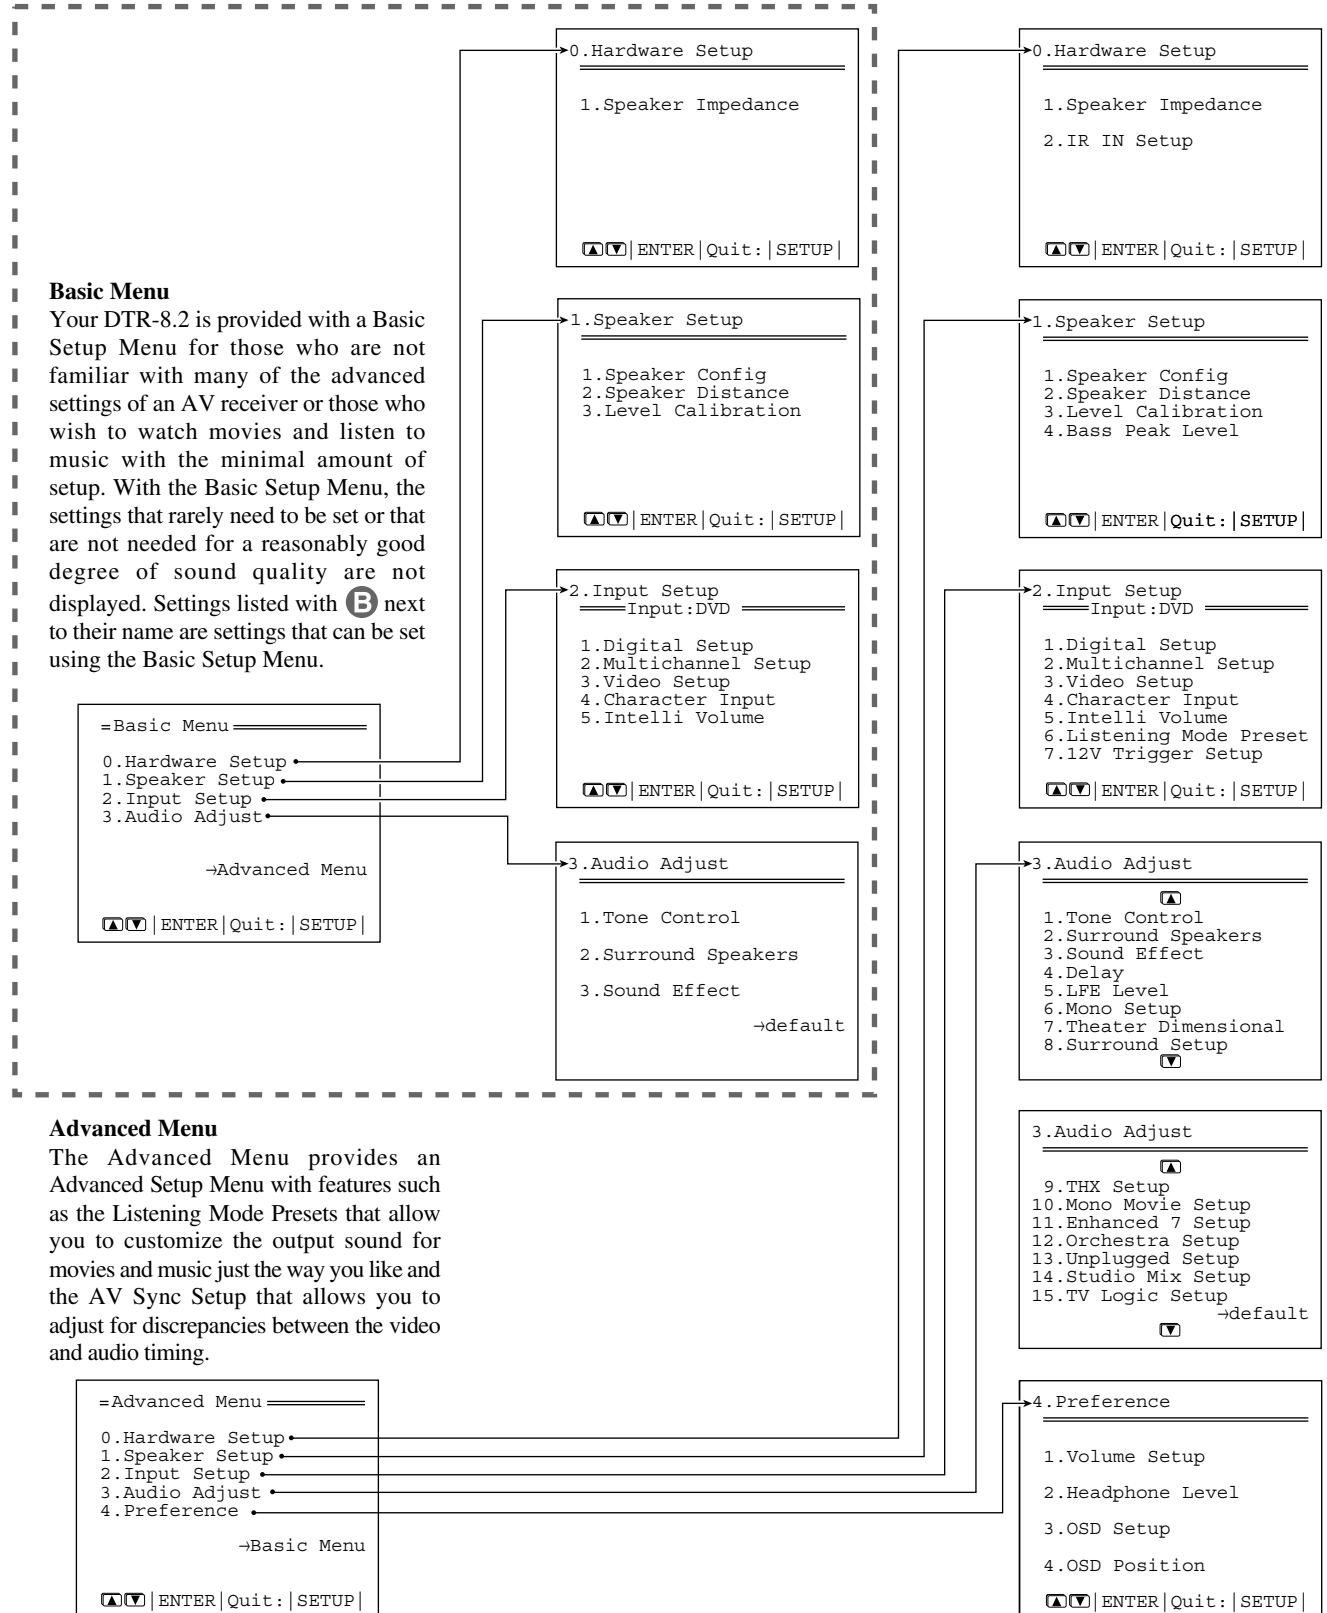 Basic Menu
Your DTR-8.2 is provided with a Basic
Setup Menu for those who are not
familiar with many of the advanced
settings of an AV receiver or those who
wish to watch movies and listen to
music with the minimal amount of
setup. With the Basic Setup Menu, the
settings that rarely need to be set or that
are not needed for a reasonably good
degree of sound quality are not
displayed. Settings listed with B next
to their name are settings that can be set
using the Basic Setup Menu.
=Basic Menu
0.Hardware Setup
1.Speaker Setup
2.Input Setup
3.Audio Adjust
→Advanced Menu
▲▼|ENTER|Quit:|SETUP|
0.Hardware Setup
1.Speaker Impedance
▲▼|ENTER|Quit:|SETUP|
1.Speaker Setup
1.Speaker Config
2.Speaker Distance
3.Level Calibration
▲▼|ENTER|Quit:|SETUP|
2.Input Setup
Input:DVD
1.Digital Setup
2.Multichannel Setup
3.Video Setup
4.Character Input
5.Intelli Volume
▲▼|ENTER|Quit:|SETUP|
3.Audio Adjust
1.Tone Control
2.Surround Speakers
3.Sound Effect
→default
Advanced Menu
The Advanced Menu provides an
Advanced Setup Menu with features such
as the Listening Mode Presets that allow
you to customize the output sound for
movies and music just the way you like and
the AV Sync Setup that allows you to
adjust for discrepancies between the video
and audio timing.
=Advanced Menu
0.Hardware Setup
1.Speaker Setup
2.Input Setup
3.Audio Adjust
4.Preference
→Basic Menu
▲▼|ENTER|Quit:|SETUP|
0.Hardware Setup
1.Speaker Impedance
2.IR IN Setup
▲▼|ENTER|Quit:|SETUP|
1.Speaker Setup
1.Speaker Config
2.Speaker Distance
3.Level Calibration
4.Bass Peak Level
▲▼|ENTER|Quit:|SETUP|
2.Input Setup
Input:DVD
1.Digital Setup
2.Multichannel Setup
3.Video Setup
4.Character Input
5.Intelli Volume
6.Listening Mode Preset
7.12V Trigger Setup
▲▼|ENTER|Quit:|SETUP|
3.Audio Adjust
▲
1.Tone Control
2.Surround Speakers
3.Sound Effect
4.Delay
5.LFE Level
6.Mono Setup
7.Theater Dimensional
8.Surround Setup
▼
3.Audio Adjust
▲
9.THX Setup
10.Mono Movie Setup
11.Enhanced 7 Setup
12.Orchestra Setup
13.Unplugged Setup
14.Studio Mix Setup
15.TV Logic Setup
→default
▼
4.Preference
1.Volume Setup
2.Headphone Level
3.OSD Setup
4.OSD Position
▲▼|ENTER|Quit:|SETUP|